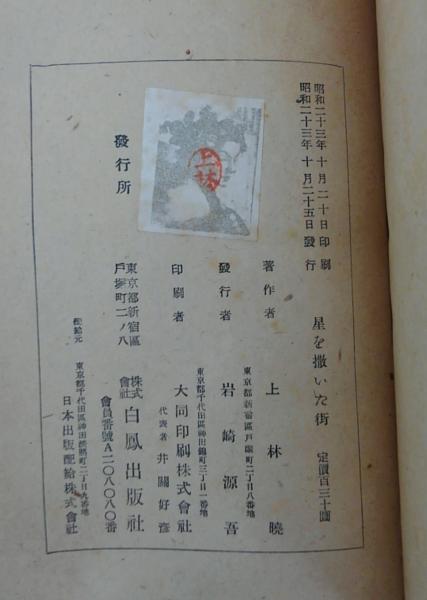 昭和二十三年十月二十日印刷
昭和二十三年十月二十五日發行
星を撒いた街
定價百三十圓
著作者 上林曉
東京都新宿區戸塚町二丁目八番地
發行者 岩崎源吾
東京都千代田區神田錦町三丁目一番地
印刷者 大同印刷株式會社
代表者 井關好彦
發行所
東京都新宿區
戸塚町二ノ八
株式會社 白鳳出版社
會員番號A二〇八〇八〇番
配給元
東京都千代田區神田淡路町二丁目九番地
日本出版配給株式會社
上林